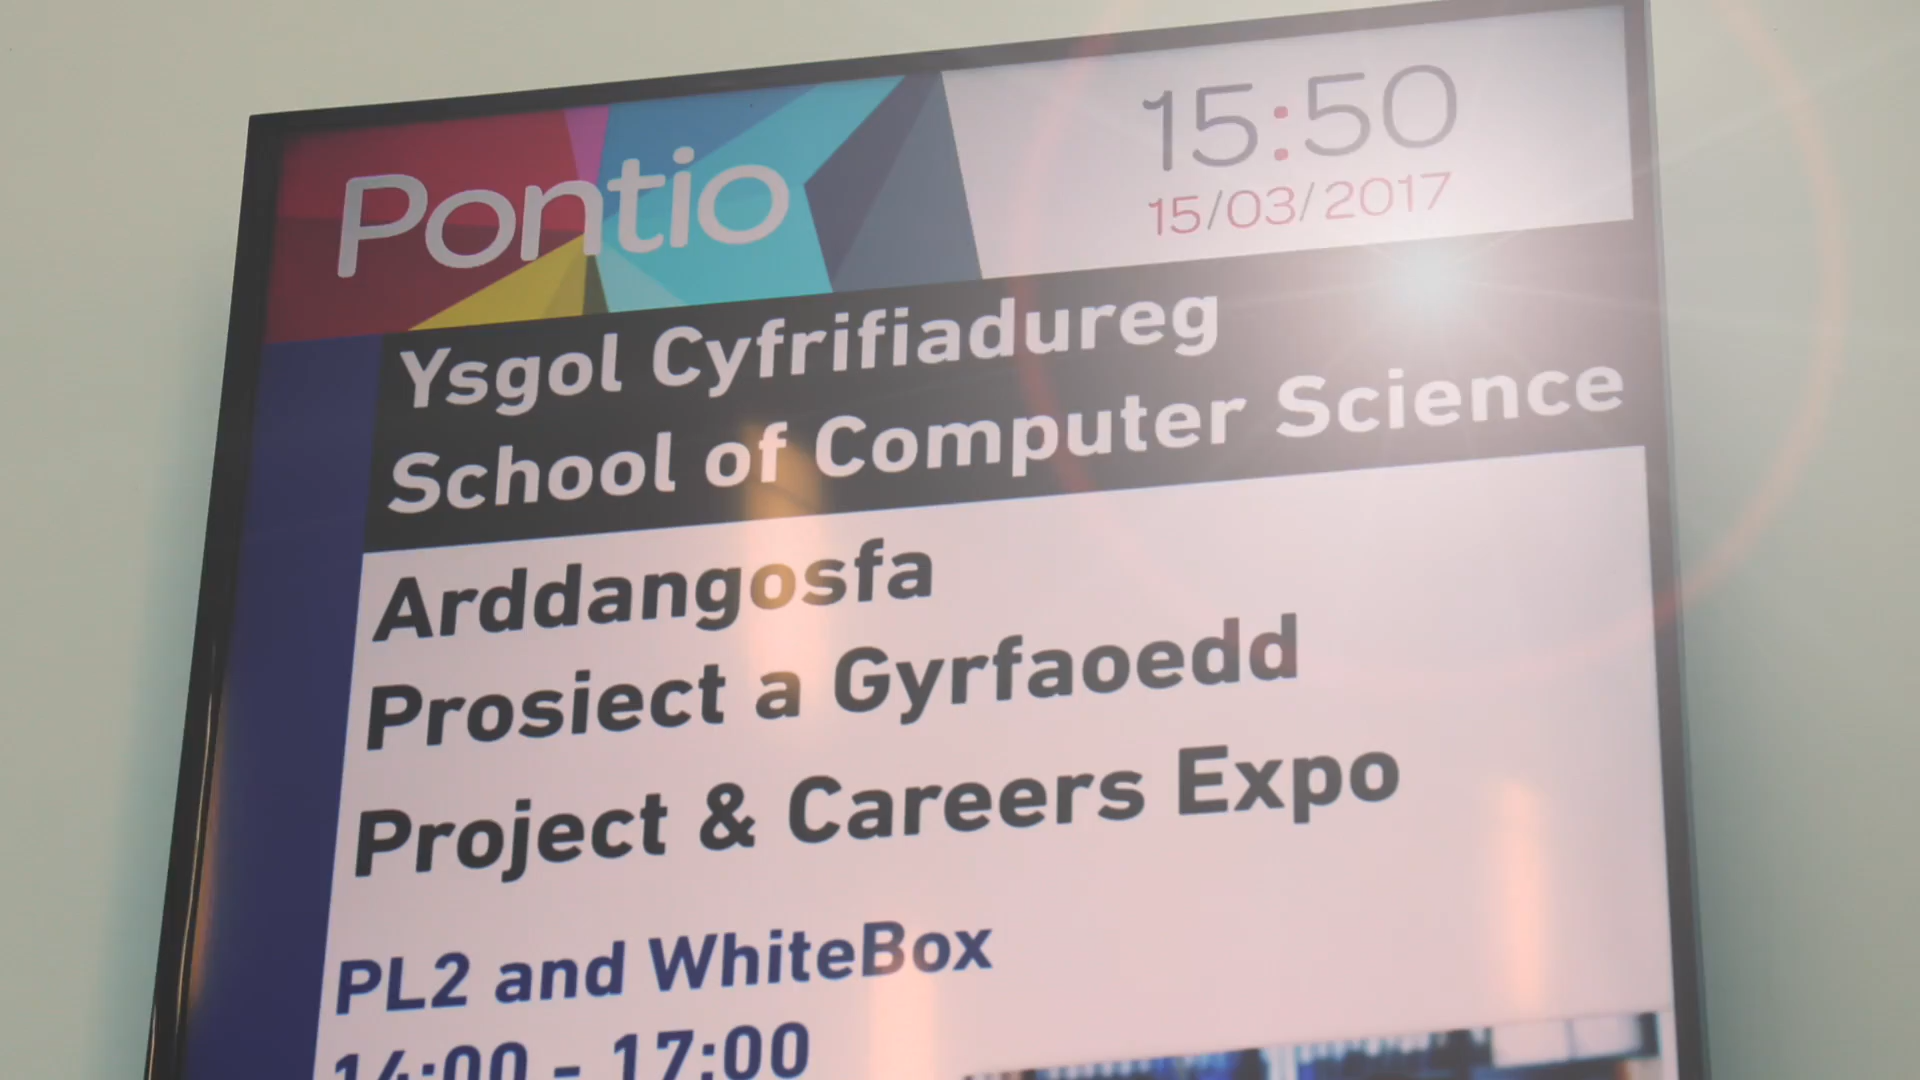 Pontio
15:50
15/03/2017
Ysgol Cyfrifiadureg
School of Computer Science
Arddangosfa
Prosiect a Gyrfaoedd
Project & Careers Expo
PL2 and WhiteBox
14:00 - 17:00